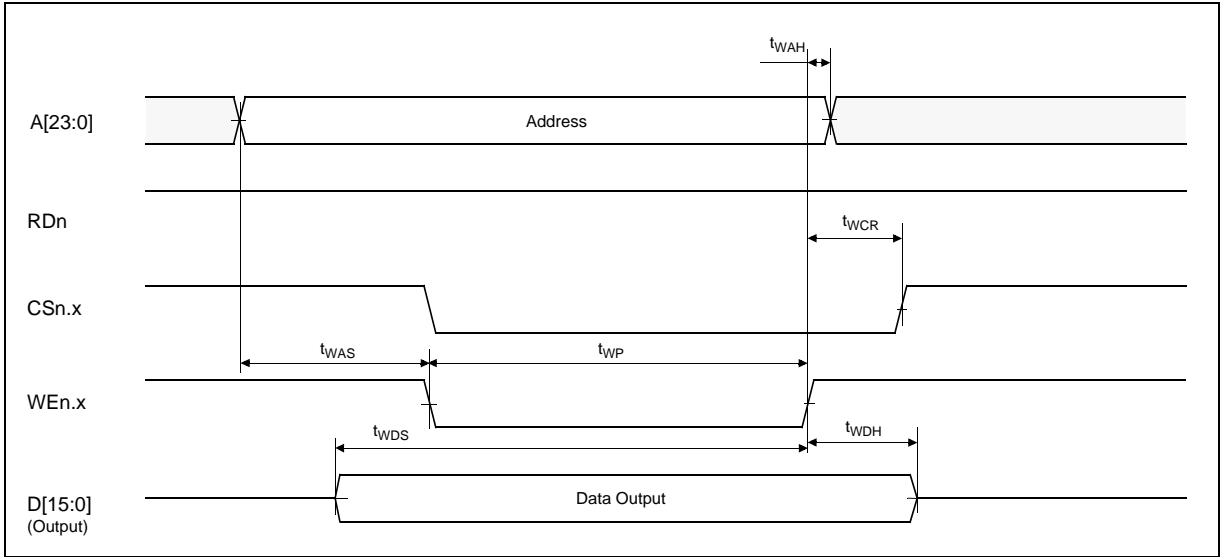 tWAH
A[23:0]
Address
RDn
tWCR
CSn.x
tWAS
tWP
WEn.x
tWDS
tWDH
D[15:0]
(Output)
Data Output